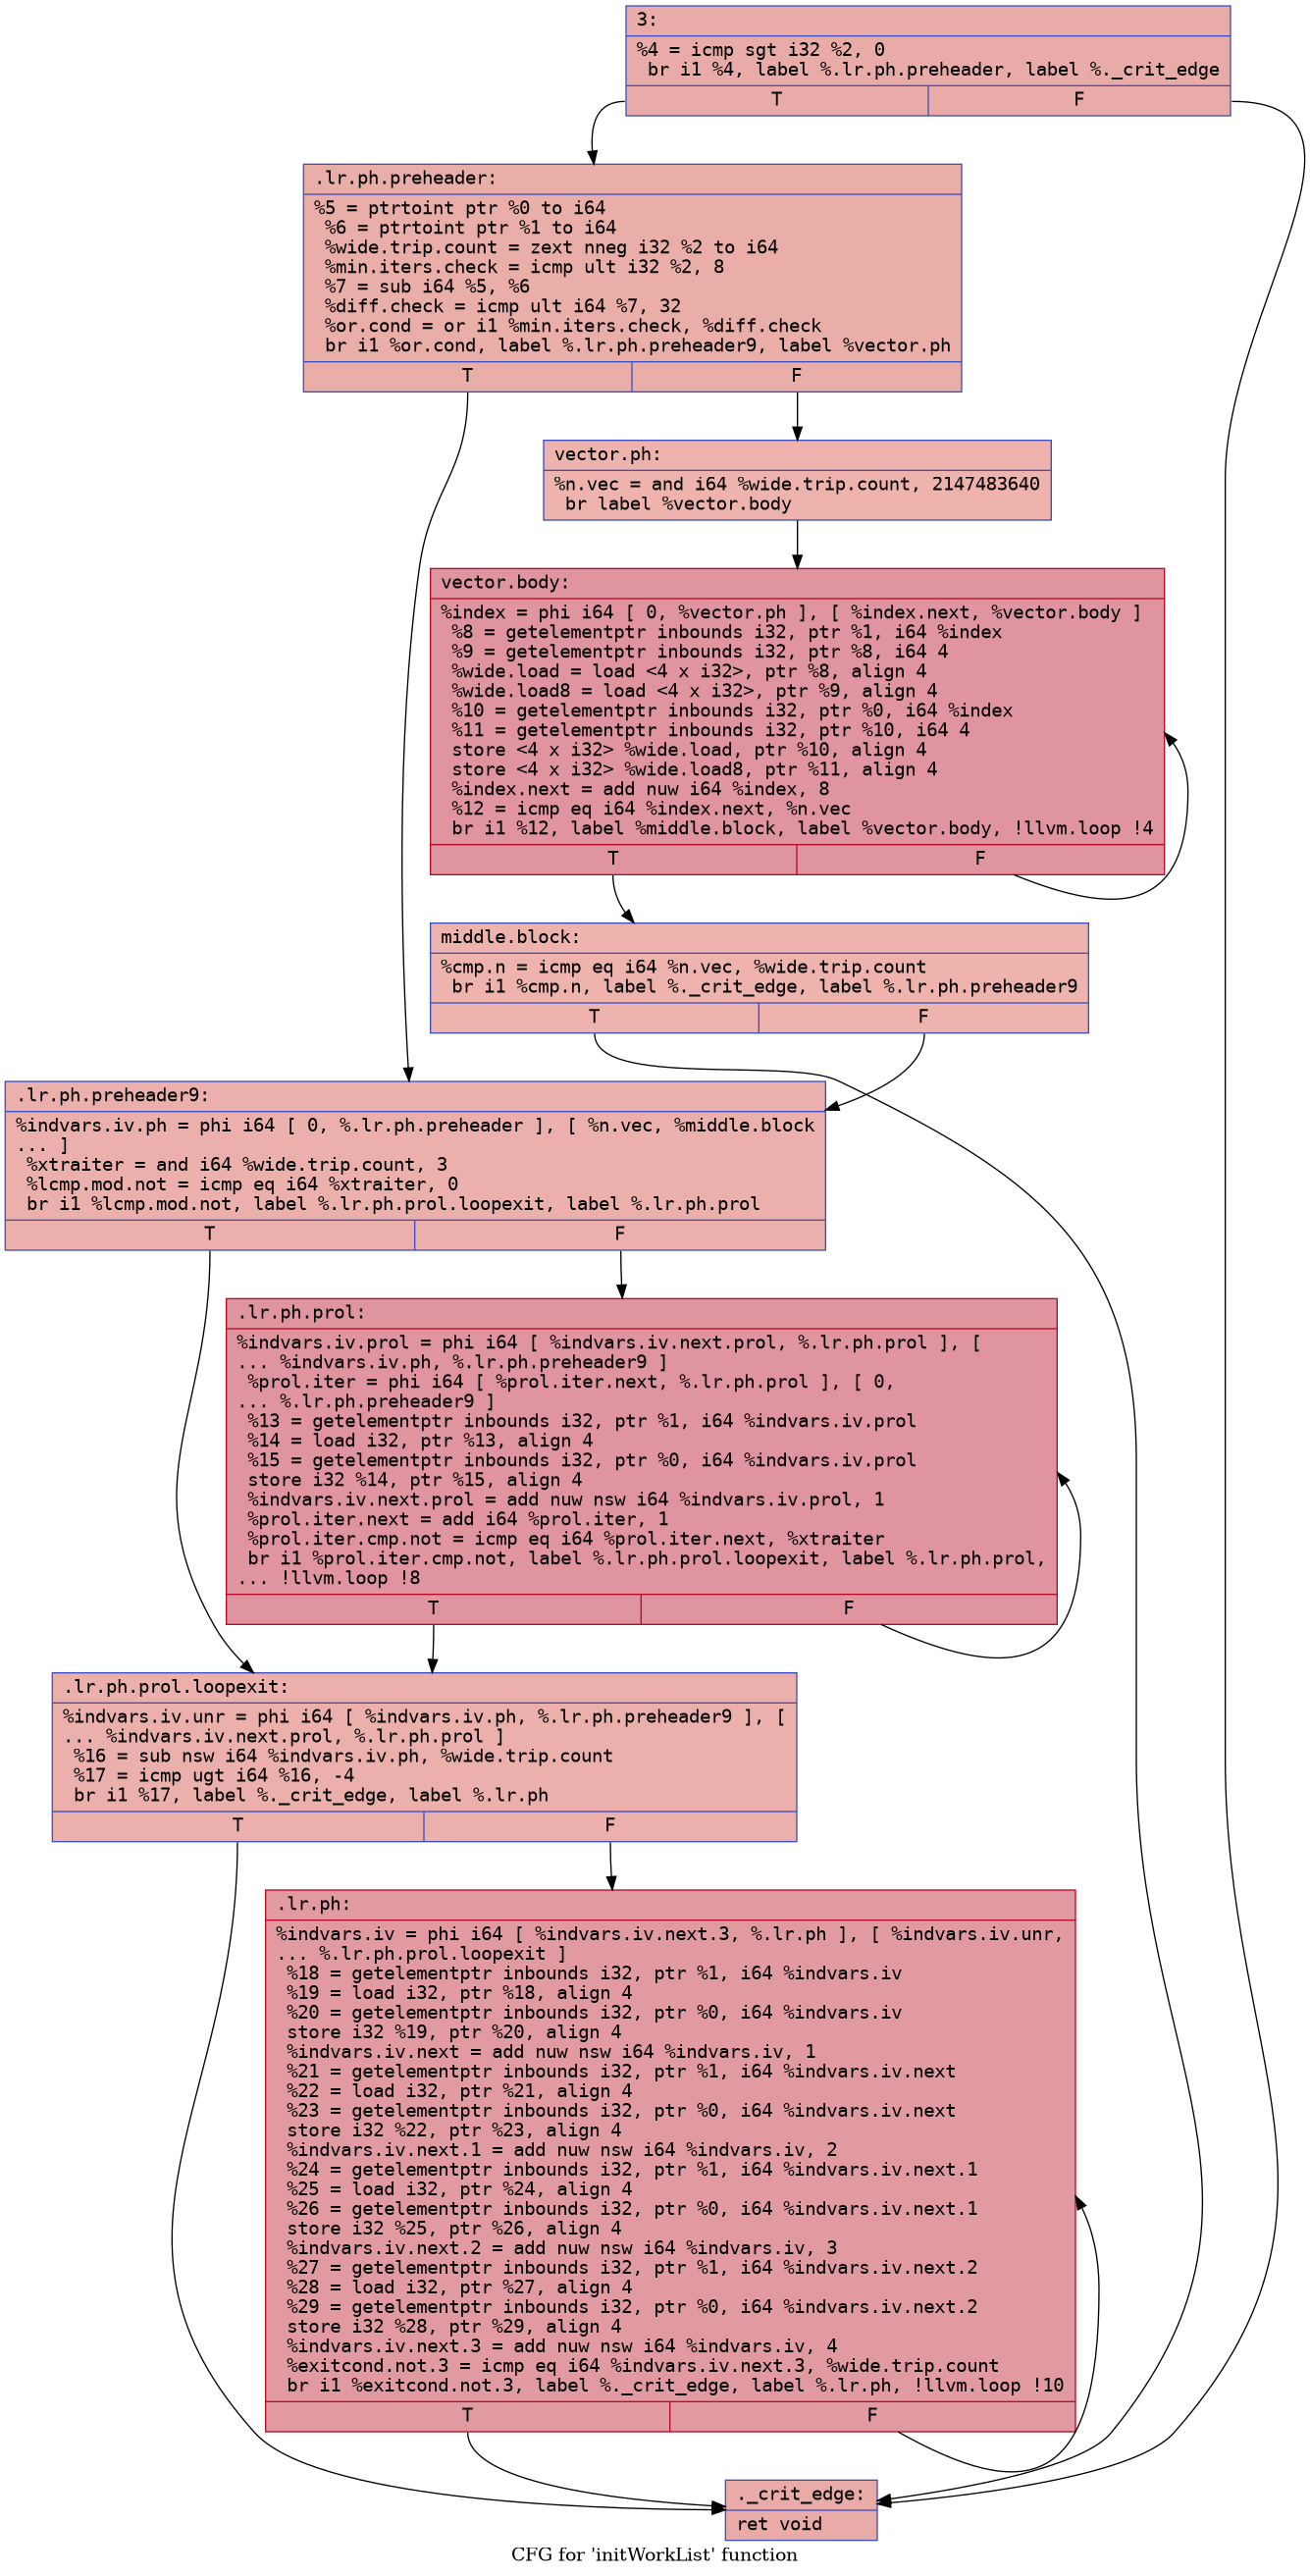 3:
%4 = icmp sgt i32 %2, 0
br i1 %4, label %.lr.ph.preheader, label %._crit_edge
T F
.lr.ph.preheader:
%5 = ptrtoint ptr %0 to i64
%6 = ptrtoint ptr %1 to i64
%wide.trip.count = zext nneg i32 %2 to i64
%min.iters.check = icmp ult i32 %2, 8
%7 = sub i64 %5, %6
%diff.check = icmp ult i64 %7, 32
%or.cond = or i1 %min.iters.check, %diff.check
br i1 %or.cond, label %.lr.ph.preheader9, label %vector.ph
T F
vector.ph:
%n.vec = and i64 %wide.trip.count, 2147483640
br label %vector.body
vector.body:
%index = phi i64 [ 0, %vector.ph ], [ %index.next, %vector.body ]
%8 = getelementptr inbounds i32, ptr %1, i64 %index
%9 = getelementptr inbounds i32, ptr %8, i64 4
%wide.load = load <4 x i32>, ptr %8, align 4
%wide.load8 = load <4 x i32>, ptr %9, align 4
%10 = getelementptr inbounds i32, ptr %0, i64 %index
%11 = getelementptr inbounds i32, ptr %10, i64 4
store <4 x i32> %wide.load, ptr %10, align 4
store <4 x i32> %wide.load8, ptr %11, align 4
%index.next = add nuw i64 %index, 8
%12 = icmp eq i64 %index.next, %n.vec
br i1 %12, label %middle.block, label %vector.body, !llvm.loop !4
T F
middle.block:
%cmp.n = icmp eq i64 %n.vec, %wide.trip.count
br i1 %cmp.n, label %._crit_edge, label %.lr.ph.preheader9
T F
.lr.ph.preheader9:
%indvars.iv.ph = phi i64 [ 0, %.lr.ph.preheader ], [ %n.vec, %middle.block
... ]
%xtraiter = and i64 %wide.trip.count, 3
%lcmp.mod.not = icmp eq i64 %xtraiter, 0
br i1 %lcmp.mod.not, label %.lr.ph.prol.loopexit, label %.lr.ph.prol
T F
.lr.ph.prol:
%indvars.iv.prol = phi i64 [ %indvars.iv.next.prol, %.lr.ph.prol ], [
... %indvars.iv.ph, %.lr.ph.preheader9 ]
%prol.iter = phi i64 [ %prol.iter.next, %.lr.ph.prol ], [ 0,
... %.lr.ph.preheader9 ]
%13 = getelementptr inbounds i32, ptr %1, i64 %indvars.iv.prol
%14 = load i32, ptr %13, align 4
%15 = getelementptr inbounds i32, ptr %0, i64 %indvars.iv.prol
store i32 %14, ptr %15, align 4
%indvars.iv.next.prol = add nuw nsw i64 %indvars.iv.prol, 1
%prol.iter.next = add i64 %prol.iter, 1
%prol.iter.cmp.not = icmp eq i64 %prol.iter.next, %xtraiter
br i1 %prol.iter.cmp.not, label %.lr.ph.prol.loopexit, label %.lr.ph.prol,
... !llvm.loop !8
T F
.lr.ph.prol.loopexit:
%indvars.iv.unr = phi i64 [ %indvars.iv.ph, %.lr.ph.preheader9 ], [
... %indvars.iv.next.prol, %.lr.ph.prol ]
%16 = sub nsw i64 %indvars.iv.ph, %wide.trip.count
%17 = icmp ugt i64 %16, -4
br i1 %17, label %._crit_edge, label %.lr.ph
T F
.lr.ph:
%indvars.iv = phi i64 [ %indvars.iv.next.3, %.lr.ph ], [ %indvars.iv.unr,
... %.lr.ph.prol.loopexit ]
%18 = getelementptr inbounds i32, ptr %1, i64 %indvars.iv
%19 = load i32, ptr %18, align 4
%20 = getelementptr inbounds i32, ptr %0, i64 %indvars.iv
store i32 %19, ptr %20, align 4
%indvars.iv.next = add nuw nsw i64 %indvars.iv, 1
%21 = getelementptr inbounds i32, ptr %1, i64 %indvars.iv.next
%22 = load i32, ptr %21, align 4
%23 = getelementptr inbounds i32, ptr %0, i64 %indvars.iv.next
store i32 %22, ptr %23, align 4
%indvars.iv.next.1 = add nuw nsw i64 %indvars.iv, 2
%24 = getelementptr inbounds i32, ptr %1, i64 %indvars.iv.next.1
%25 = load i32, ptr %24, align 4
%26 = getelementptr inbounds i32, ptr %0, i64 %indvars.iv.next.1
store i32 %25, ptr %26, align 4
%indvars.iv.next.2 = add nuw nsw i64 %indvars.iv, 3
%27 = getelementptr inbounds i32, ptr %1, i64 %indvars.iv.next.2
%28 = load i32, ptr %27, align 4
%29 = getelementptr inbounds i32, ptr %0, i64 %indvars.iv.next.2
store i32 %28, ptr %29, align 4
%indvars.iv.next.3 = add nuw nsw i64 %indvars.iv, 4
%exitcond.not.3 = icmp eq i64 %indvars.iv.next.3, %wide.trip.count
br i1 %exitcond.not.3, label %._crit_edge, label %.lr.ph, !llvm.loop !10
T F
._crit_edge:
ret void
CFG for 'initWorkList' function